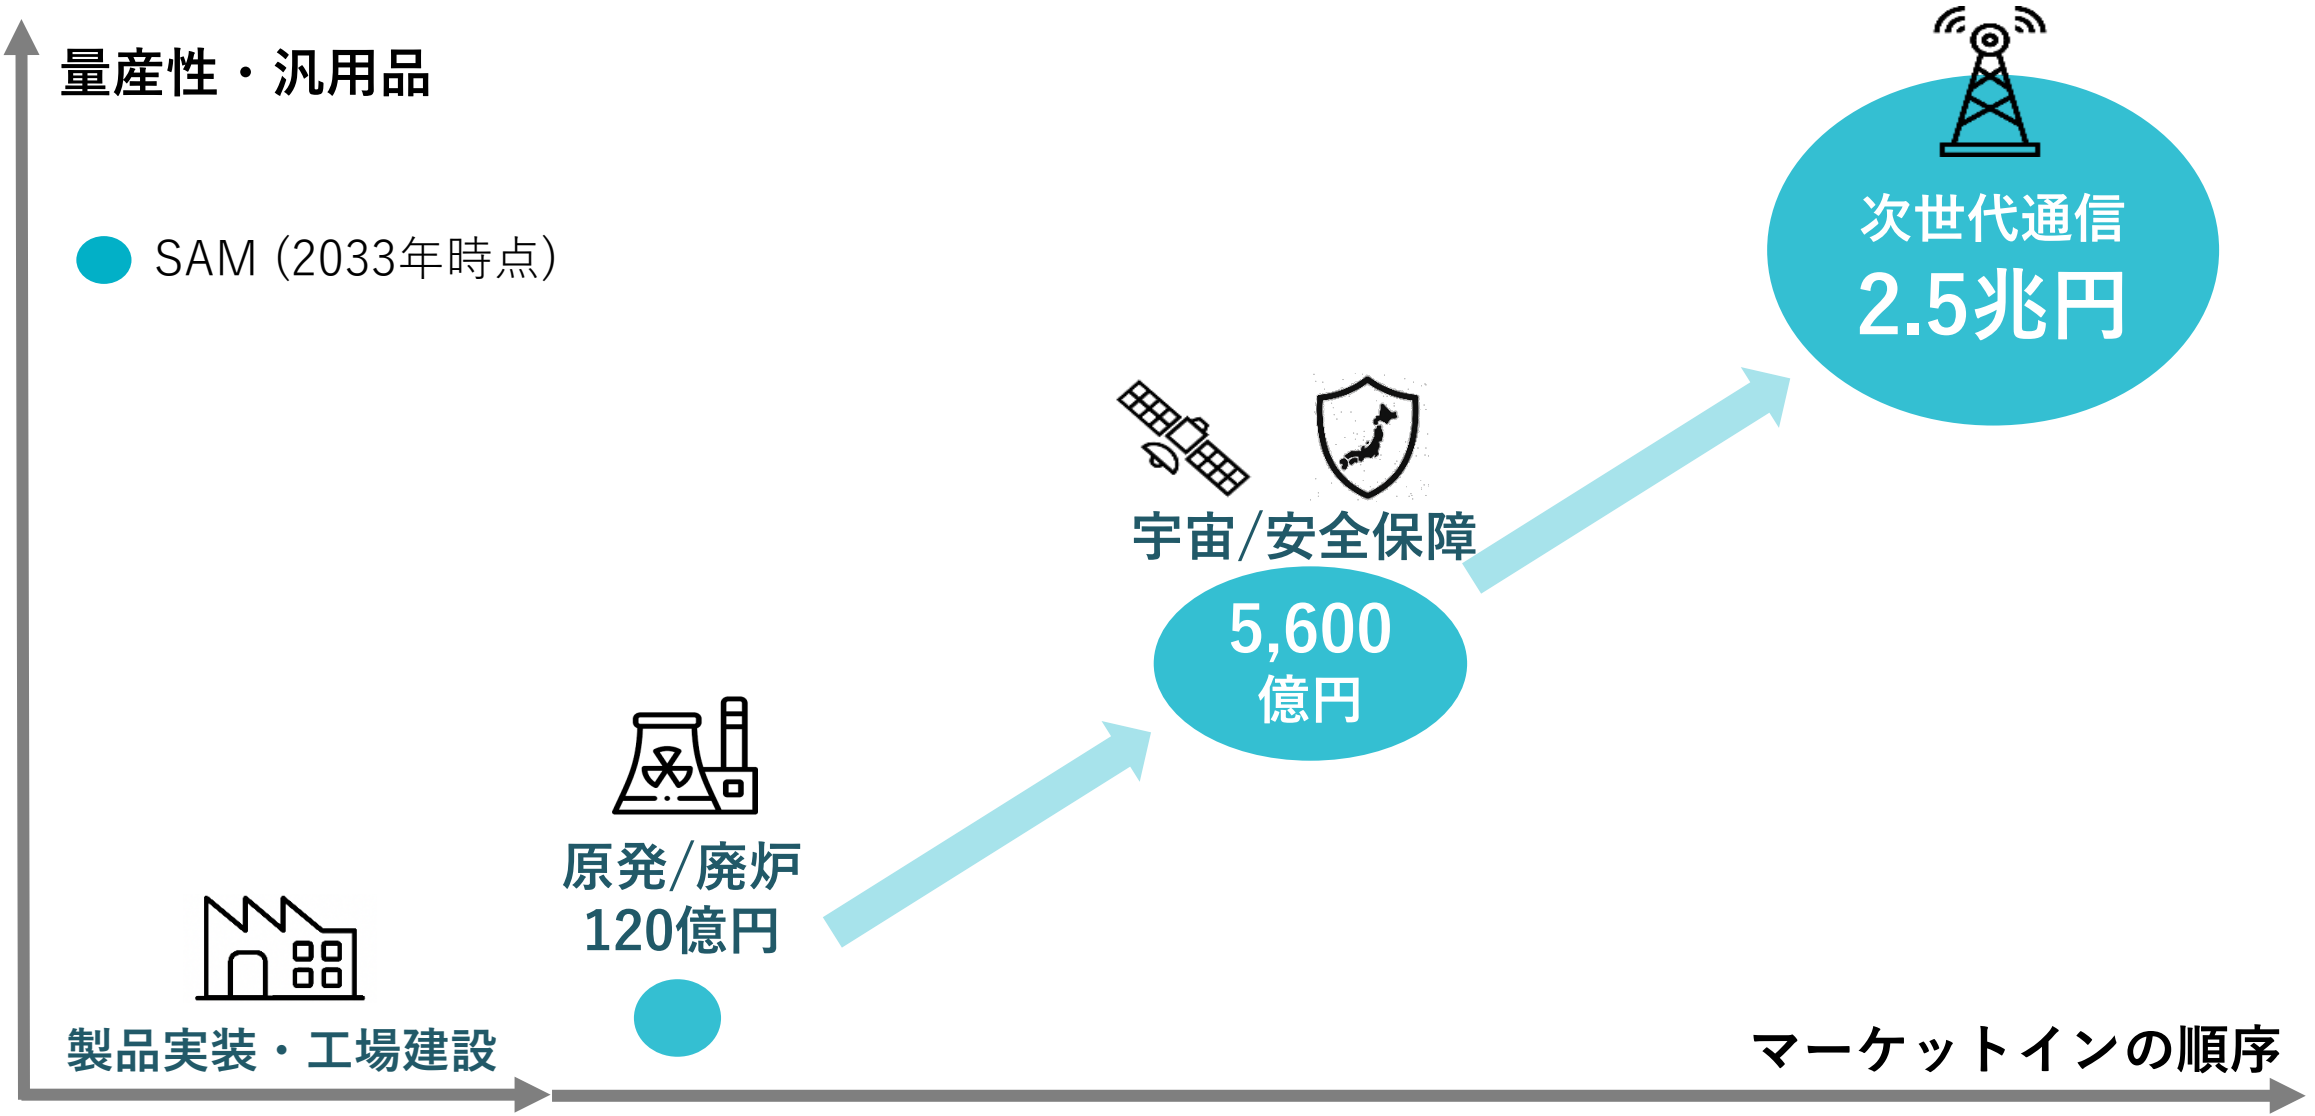 量産性・汎用品
SAM (2033年時点)
次世代通信
2.5兆円
宇宙/安全保障
5,600
億円
原発/廃炉
120億円
製品実装・工場建設
マーケットインの順序